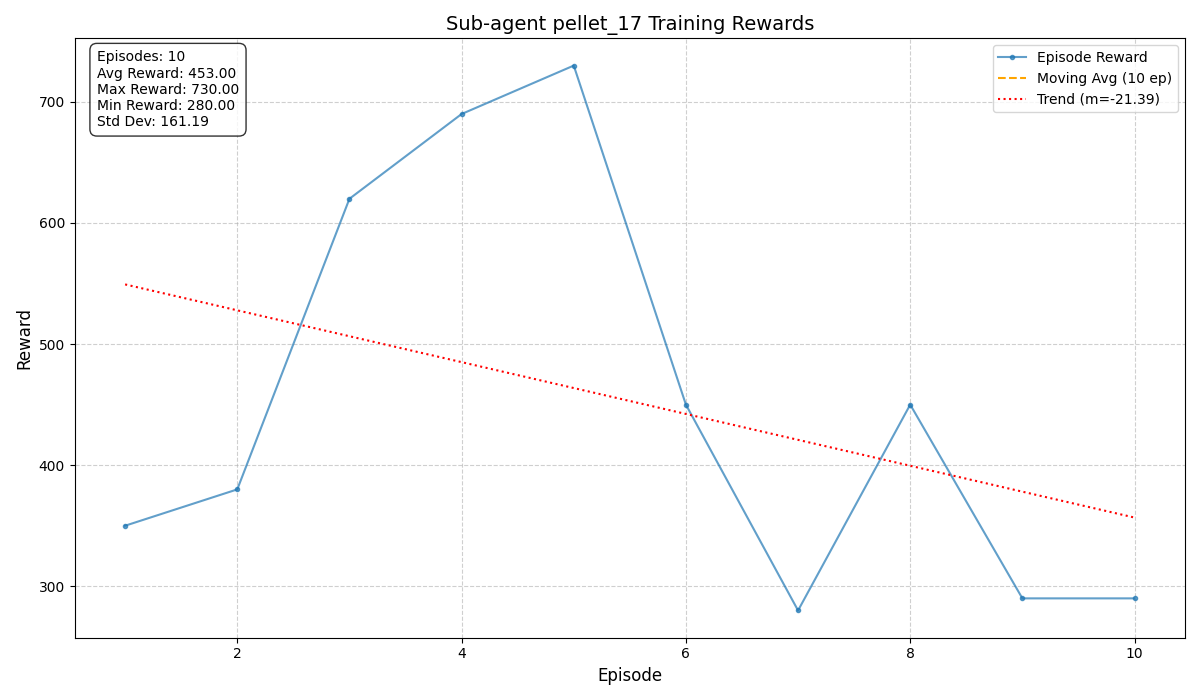 Sub-agent pellet_17 Training Rewards
Episodes: 10
Avg Reward: 453.00
Max Reward: 730.00
Min Reward: 280.00
Std Dev: 161.19
Episode Reward
Moving Avg (10 ep)
Trend (m=-21.39)
Reward
700
600
500
400
300
2
4
6
8
10
Episode